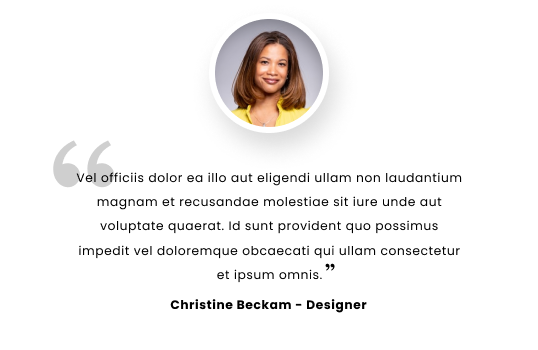 “Vel officiis dolor ea illo aut eligendi ullam non laudantium
magnam et recusandae molestiae sit iure unde aut
voluptate quaerat. Id sunt provident quo possimus
impedit vel doloremque obcaecati qui ullam consectetur
et ipsum omnis.”
Christine Beckam - Designer